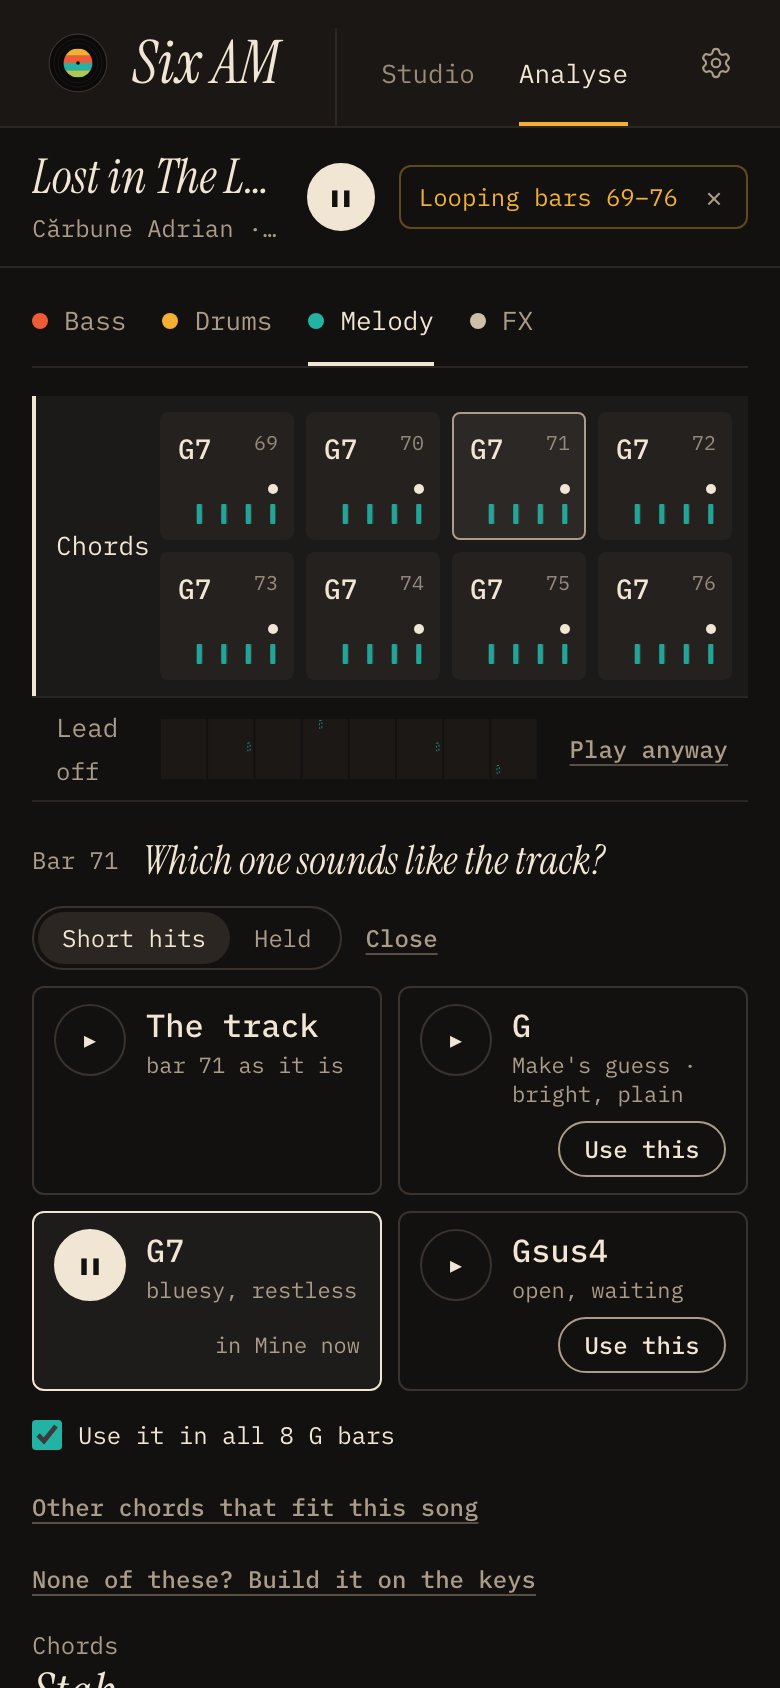 Six AM
Studio
Analyse
Lost in The L...
Cărbune Adrian ·…
Looping bars 69–76 ×
Bass
Drums
Melody
FX
Chords
G7 69
G7 70
G7 71
G7 72
G7 73
G7 74
G7 75
G7 76
Lead
off
Play anyway
Bar 71
Which one sounds like the track?
Short hits
Held
Close
The track
bar 71 as it is
G
Make's guess ·
bright, plain
Use this
G7
bluesy, restless
in Mine now
Gsus4
open, waiting
Use this
Use it in all 8 G bars
Other chords that fit this song
None of these? Build it on the keys
Chords